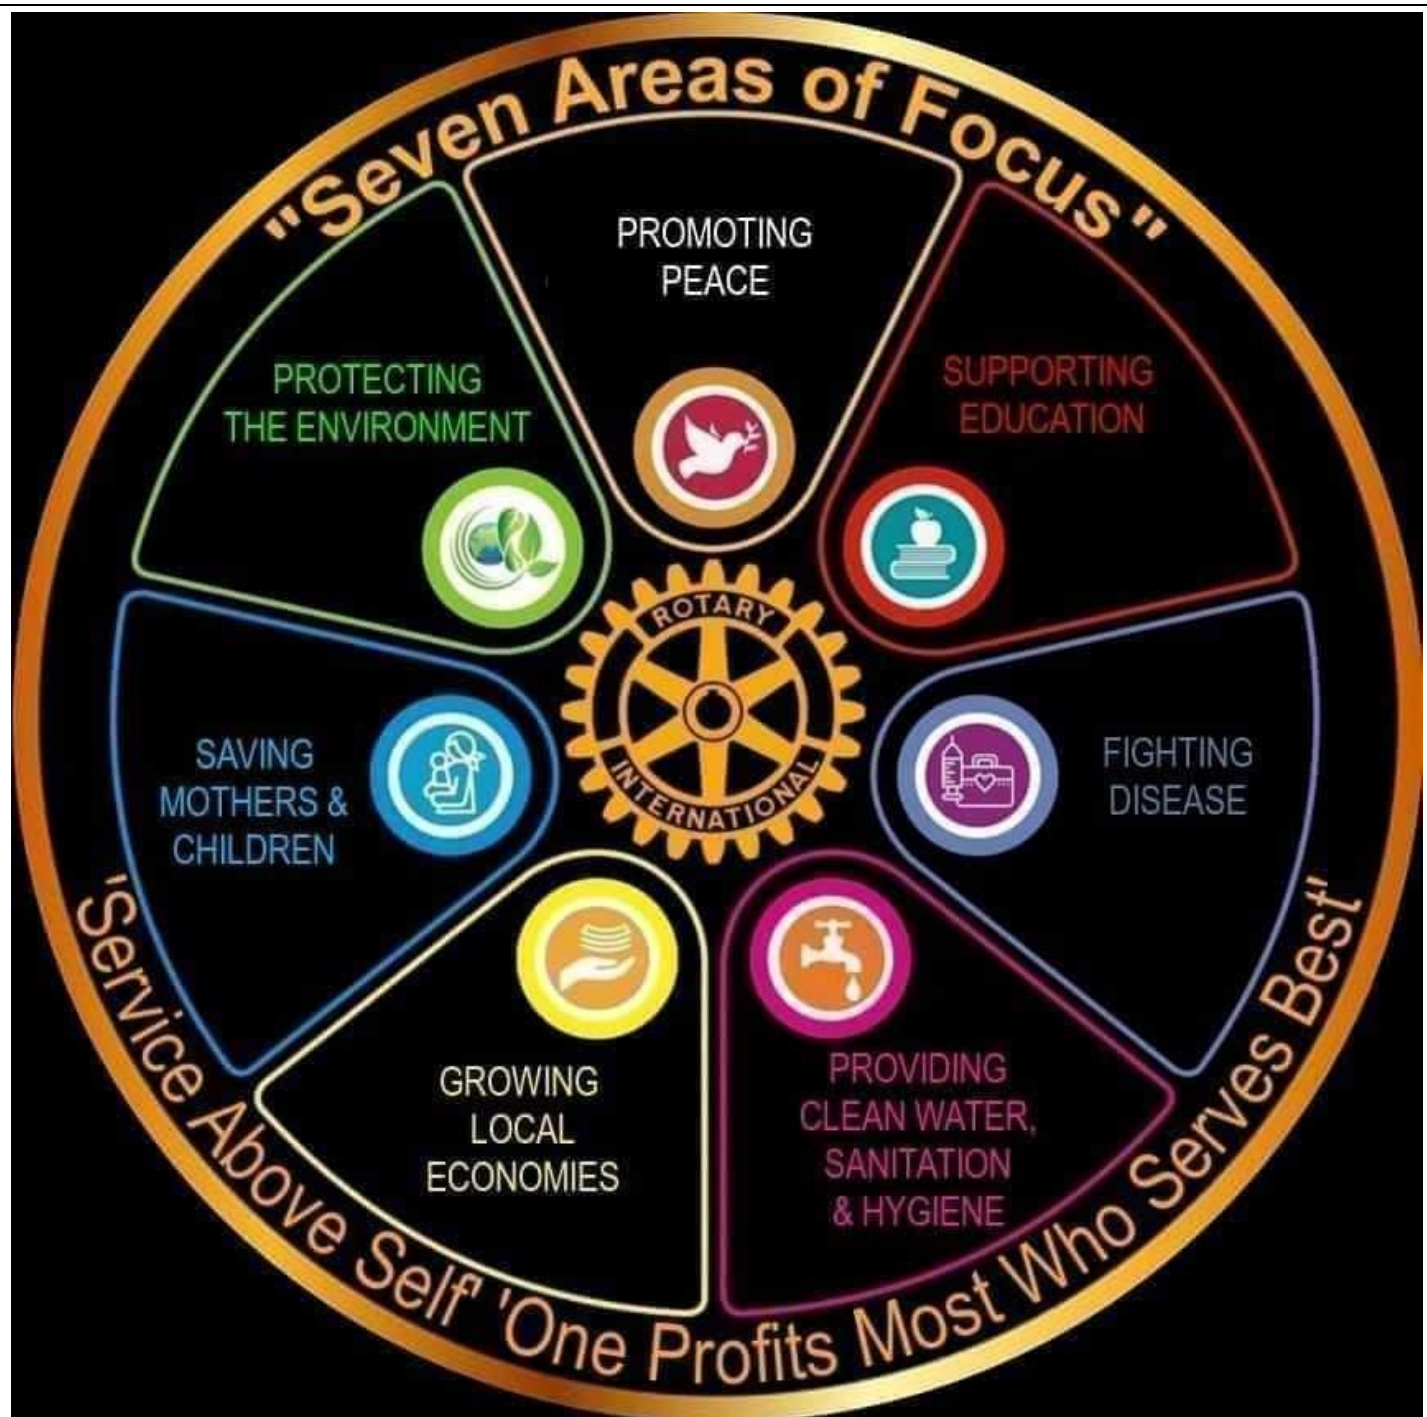 "Seven Areas of Focus"
PROMOTING
PEACE
SUPPORTING
EDUCATION
FIGHTING
DISEASE
PROVIDING
CLEAN WATER,
SANITATION
& HYGIENE
GROWING
LOCAL
ECONOMIES
SAVING
MOTHERS &
CHILDREN
PROTECTING
THE ENVIRONMENT
ROTARY
INTERNATIONAL
'Service Above Self' 'One Profits Most Who Serves Best'